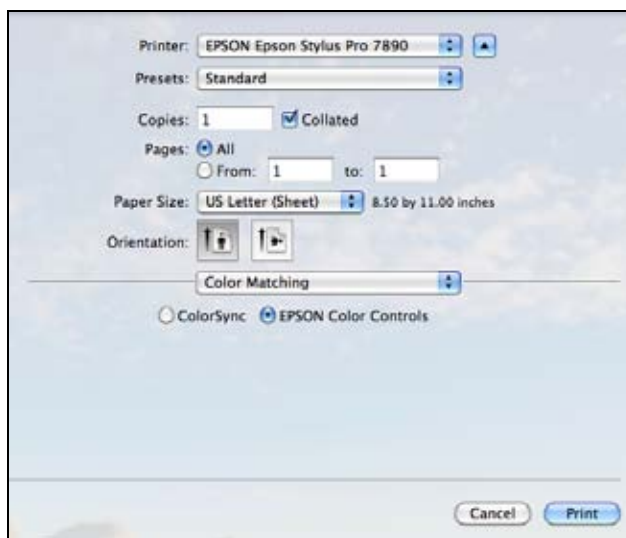 Printer: EPSON Epson Stylus Pro 7890
Presets: Standard
Copies: 1 Collated
Pages: All
From: 1 to: 1
Paper Size: US Letter (Sheet) 8.50 by 11.00 inches
Orientation:
Color Matching
ColorSync EPSON Color Controls
Cancel Print